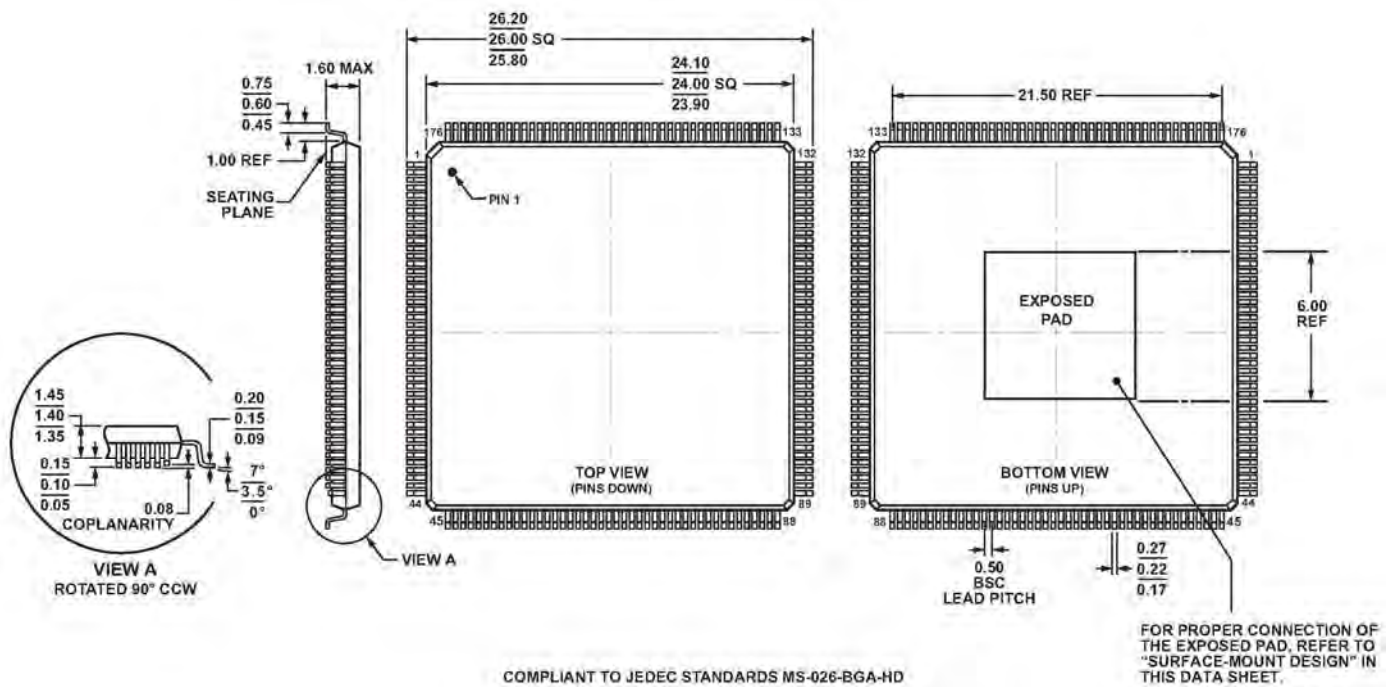 26.20
26.00 SQ
25.80
1.60 MAX
24.10
24.00 SQ
23.90
0.75
0.60
0.45
21.50 REF
176
133
133
176
1
132
132
1
1.00 REF
SEATING
PLANE
PIN 1
EXPOSED
PAD
6.00
REF
1.45
1.40
1.35
0.20
0.15
0.09
0.15
0.10
0.05
7°
3.5°
0°
0.08
COPLANARITY
TOP VIEW
(PINS DOWN)
BOTTOM VIEW
(PINS UP)
44
89
89
44
45
88
88
45
VIEW A
VIEW A
ROTATED 90° CCW
0.50
BSC
LEAD PITCH
0.27
0.22
0.17
FOR PROPER CONNECTION OF
THE EXPOSED PAD, REFER TO
"SURFACE-MOUNT DESIGN" IN
THIS DATA SHEET.
COMPLIANT TO JEDEC STANDARDS MS-026-BGA-HD